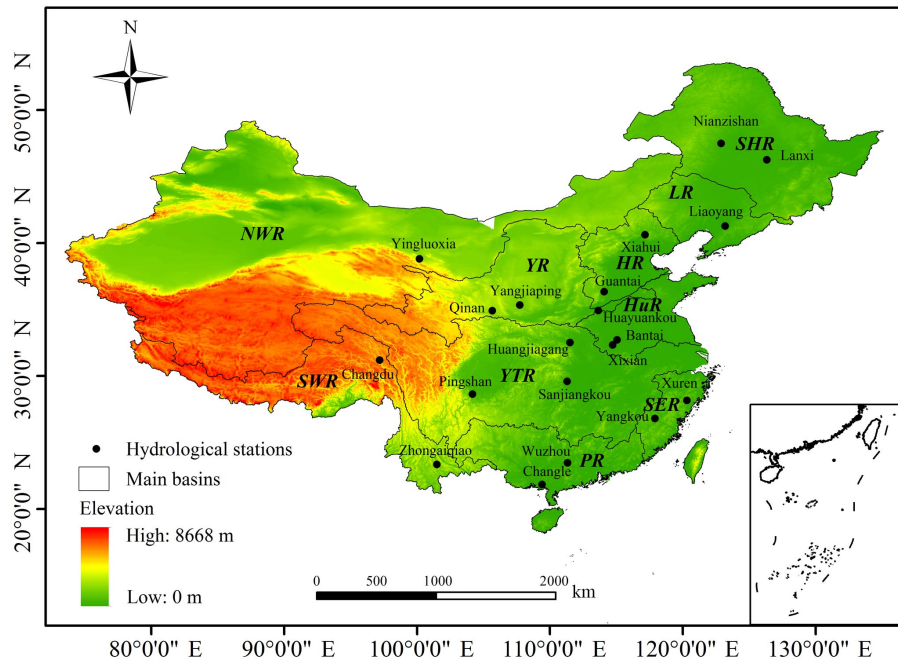 N
50°0'0" N
40°0'0" N
30°0'0" N
20°0'0" N
Nianzishan
SHR
Lanxi
LR
Liaoyang
NWR
Yingluoxia
YR
Xiahui
HR
Guantai
Yangjiaping
HuR
Qinan
Huayuankou
Bantai
Huangjiagang
Xixian
SWR
Changdu
YTR
Pingshan
Sanjiangkou
Xuren
SER
Yangkou
Zhongaiqiao
Wuzhou
PR
Changle
Hydrological stations
Main basins
Elevation
High: 8668 m
Low: 0 m
0 500 1000 2000
km
80°0'0" E 90°0'0" E 100°0'0" E 110°0'0" E 120°0'0" E 130°0'0" E